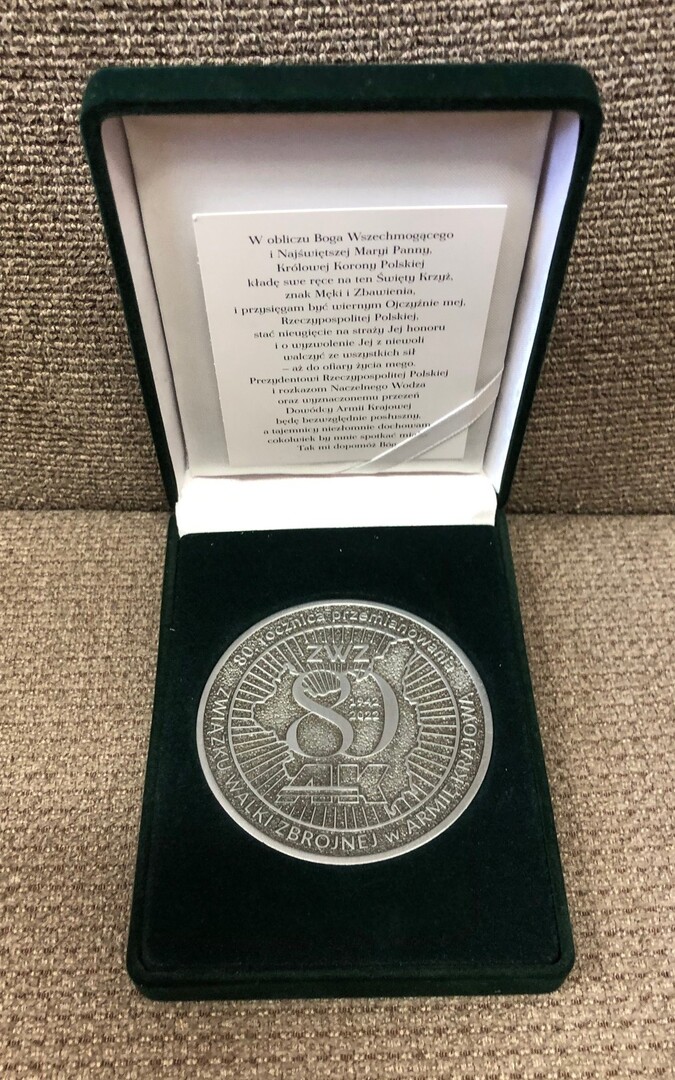 W obliczu Boga Wszechmogącego
i Najświętszej Maryi Panny,
Królowej Korony Polskiej
kładę swe ręce na ten Święty Krzyż,
znak Męki i Zbawienia,
i przysięgam być wiernym Ojczyźnie mej,
Rzeczypospolitej Polskiej,
stać nieugięcie na straży Jej honoru
i o wyzwolenie Jej z niewoli
walczyć ze wszystkich sił
– aż do ofiary życia mego.
Prezydentowi Rzeczypospolitej Polskiej
i rozkazom Naczelnego Wodza
oraz wyznaczonemu przezeń
Dowódcy Armii Krajowej
będę bezwzględnie posłuszny,
a tajemnicy niezłomnie dochowam
cokolwiek by mnie spotkać
Tak mi dopomóż
80. rocznica przemianowania
ZWIĄZKU WALKI ZBROJNEJ w ARMIĘ KRAJOWĄ
ZWZ
80
1942
2022
AK